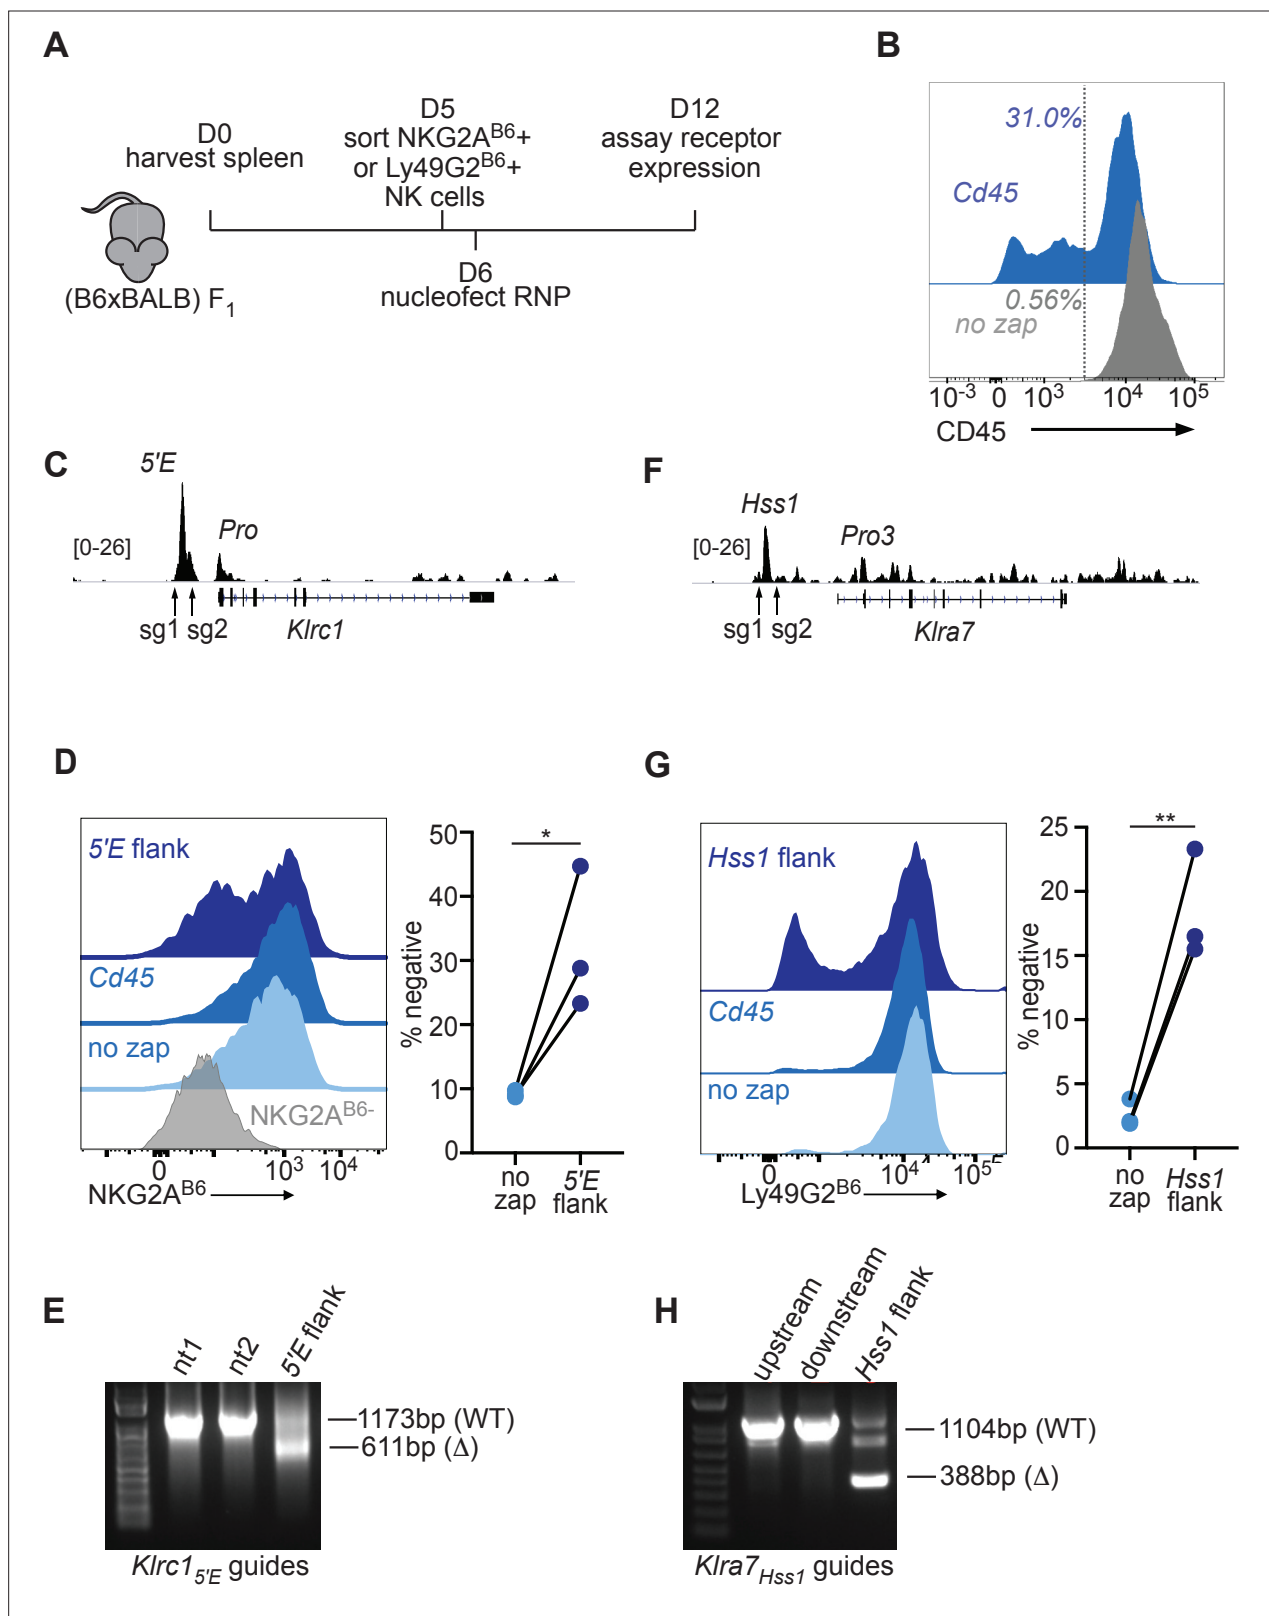 A
D0
harvest spleen
D5
sort NKG2A^B6+
or Ly49G2^B6+
NK cells
D12
assay receptor
expression
D6
nucleofect RNP
(B6xBALB) F1
B
31.0%
Cd45
0.56%
no zap
10-3 0 10^3 10^4 10^5
CD45
C
5'E
Pro
[0-26]
sg1 sg2
Klrc1
F
Hss1
Pro3
[0-26]
sg1 sg2
Klra7
D
5'E flank
Cd45
no zap
NKG2A^B6-
0 10^3 10^4
NKG2A^B6
% negative
50
40
30
20
10
0
*
no zap
5'E flank
G
Hss1 flank
Cd45
no zap
0 10^4 10^5
Ly49G2^B6
% negative
25
20
15
10
5
0
**
no zap
Hss1 flank
E
nt1
nt2
5'E flank
1173bp (WT)
611bp (Δ)
Klrc1 5'E guides
H
upstream
downstream
Hss1 flank
1104bp (WT)
388bp (Δ)
Klra7 Hss1 guides